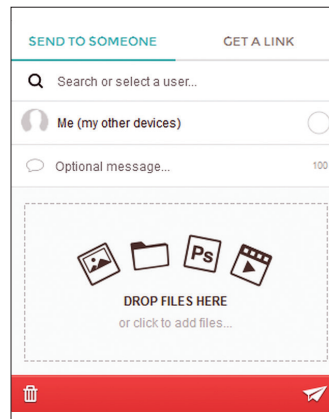 SEND TO SOMEONE GET A LINK
Search or select a user...
Me (my other devices)
Optional message... 100
Ps
DROP FILES HERE
or click to add files...